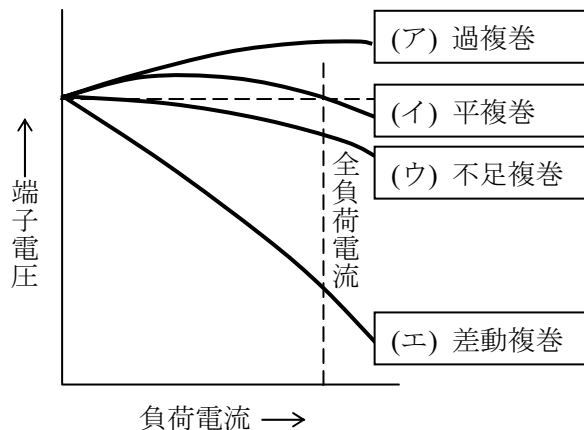 (ア) 過複巻
(イ) 平複巻
(ウ) 不足複巻
(エ) 差動複巻
全負荷電流
端子電圧
負荷電流